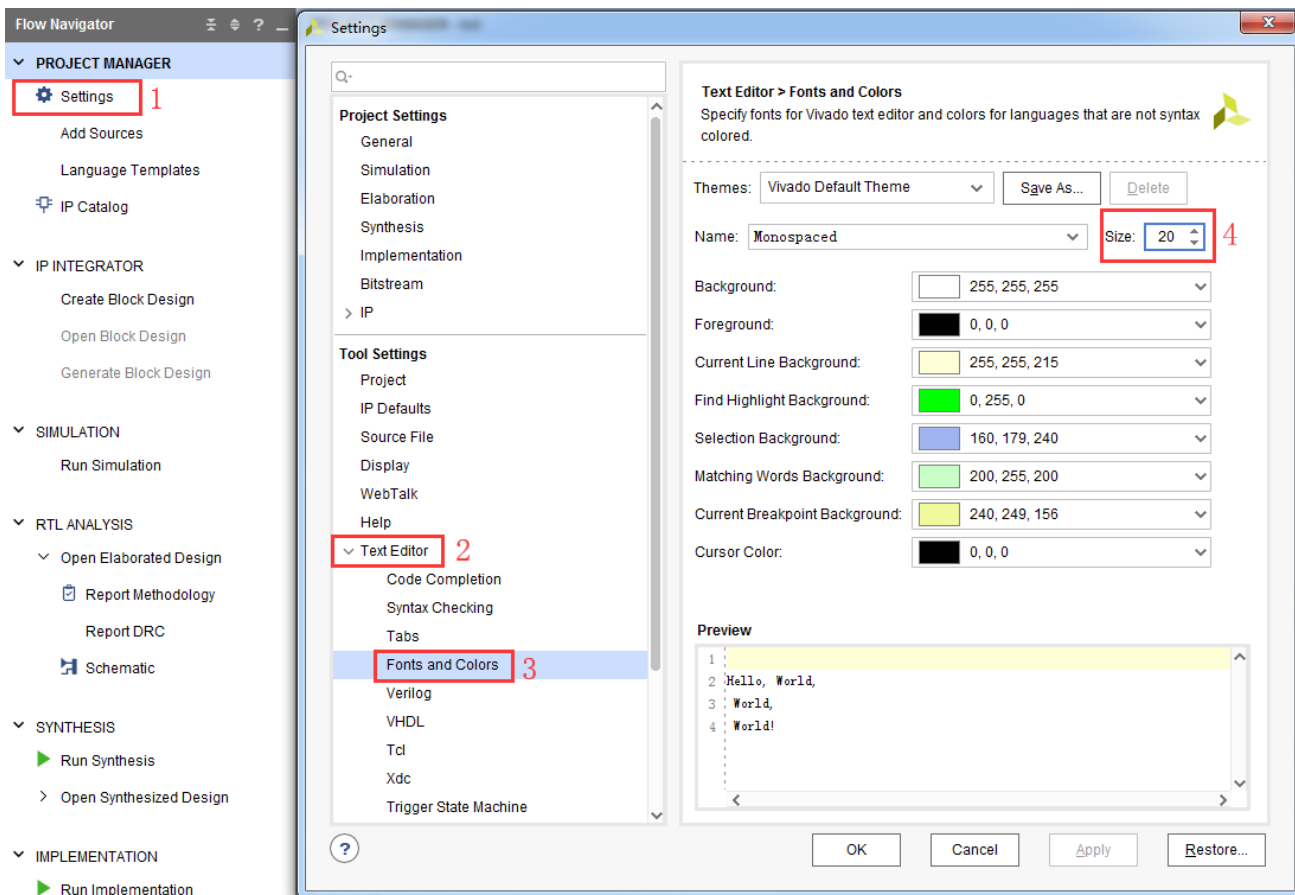 Flow Navigator
?
PROJECT MANAGER
Settings
1
Add Sources
Language Templates
IP Catalog
IP INTEGRATOR
Create Block Design
Open Block Design
Generate Block Design
SIMULATION
Run Simulation
RTL ANALYSIS
Open Elaborated Design
Report Methodology
Report DRC
Schematic
SYNTHESIS
Run Synthesis
Open Synthesized Design
IMPLEMENTATION
Run Implementation
Settings
Project Settings
General
Simulation
Elaboration
Synthesis
Implementation
Bitstream
IP
Tool Settings
Project
IP Defaults
Source File
Display
WebTalk
Help
Text Editor
2
Code Completion
Syntax Checking
Tabs
Fonts and Colors
3
Verilog
VHDL
Tcl
Xdc
Trigger State Machine
Text Editor > Fonts and Colors
Specify fonts for Vivado text editor and colors for languages that are not syntax
colored.
Themes: Vivado Default Theme Save As... Delete
Name: Monospaced Size: 20 4
Background: 255, 255, 255
Foreground: 0, 0, 0
Current Line Background: 255, 255, 215
Find Highlight Background: 0, 255, 0
Selection Background: 160, 179, 240
Matching Words Background: 200, 255, 200
Current Breakpoint Background: 240, 249, 156
Cursor Color: 0, 0, 0
Preview
1
2 Hello, World,
3 World,
4 World!
? OK Cancel Apply Restore...